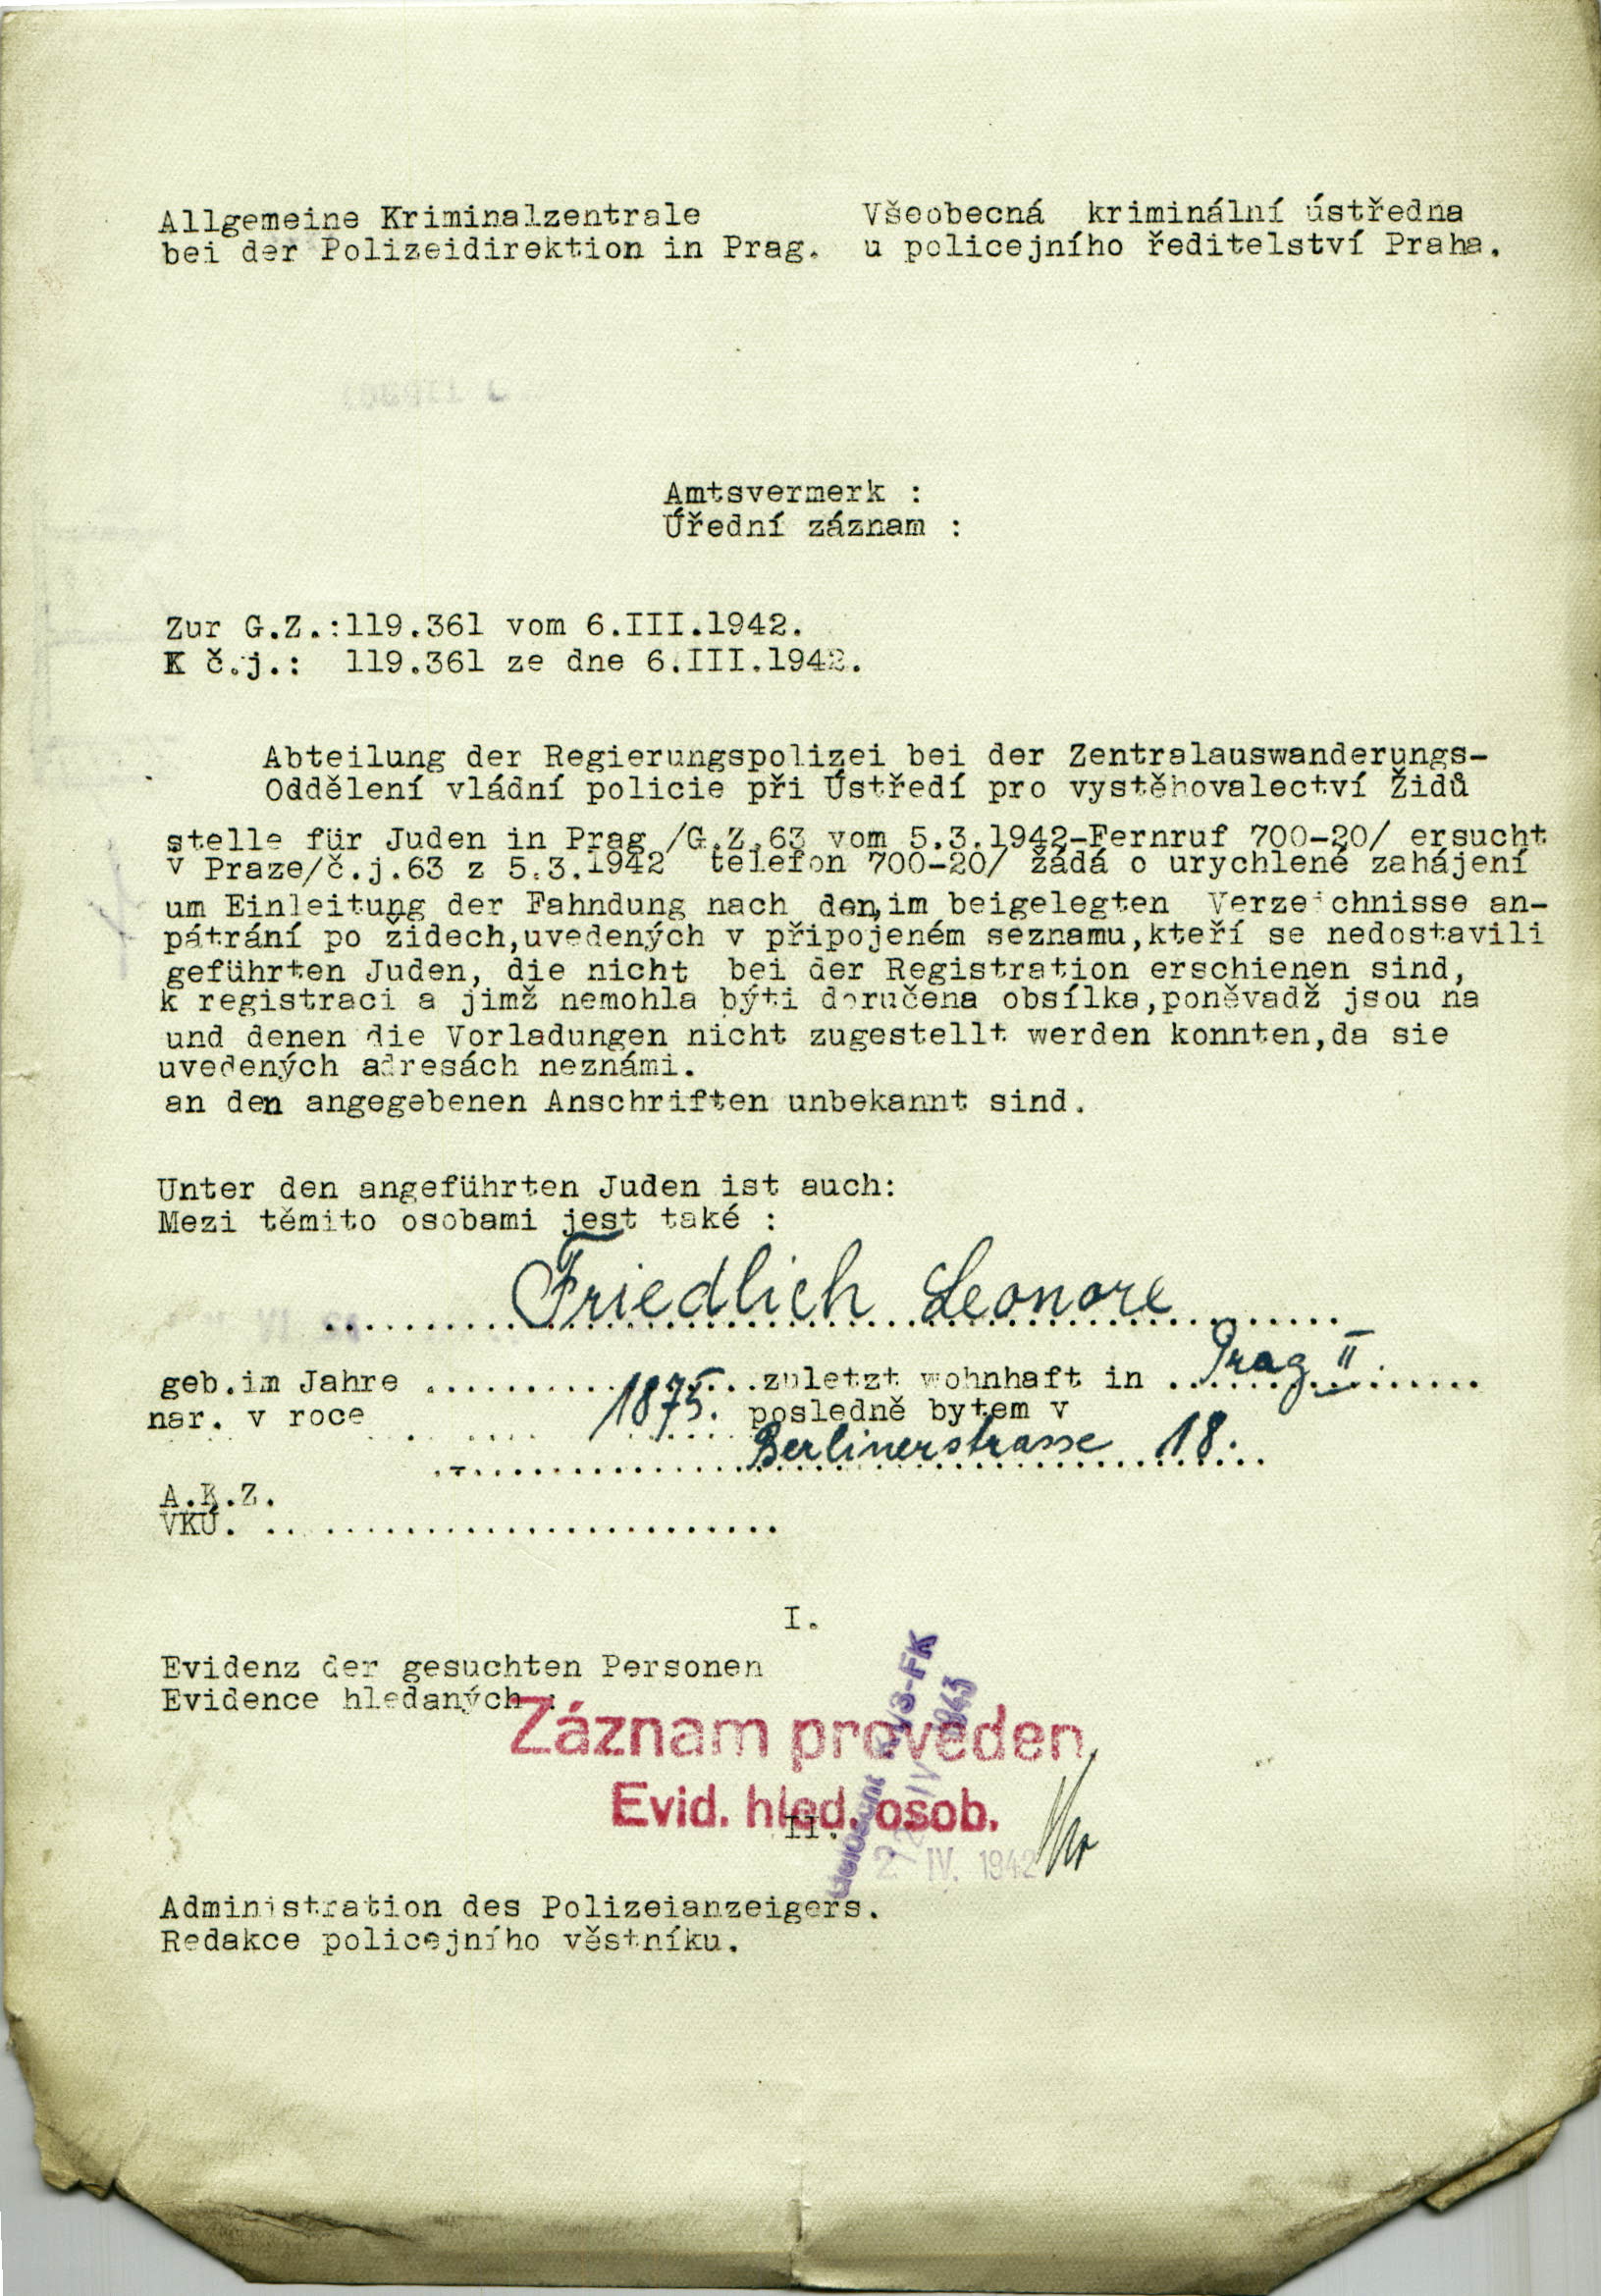 Allgemeine Kriminalzentrale
bei der Polizeidirektion in Prag.
Všeobecná kriminální ústředna
u policejního ředitelství Praha.
Amtsvermerk :
Úřední záznam :
Zur G.Z.:119.361 vom 6.III.1942.
K č.j.: 119.361 ze dne 6.III.1942.
Abteilung der Regierungspolizei bei der Zentralauswanderungs-
Oddělení vládní policie při Ústředí pro vystěhovalectví Židů
stelle für Juden in Prag /G.Z.63 vom 5.3.1942-Fernruf 700-20/ ersucht
v Praze/č.j.63 z 5.3.1942 telefon 700-20/ žádá o urychlené zahájení
um Einleitung der Fahndung nach den,im beigelegten Verzeichnisse an-
pátrání po židech,uvedených v připojeném seznamu,kteří se nedostavili
geführten Juden, die nicht bei der Registration erschienen sind,
k registraci a jimž nemohla býti doručena obsílka,poněvadž jsou na
und denen die Vorladungen nicht zugestellt werden konnten,da sie
uvedených adresách neznámi.
an den angegebenen Anschriften unbekannt sind.
Unter den angeführten Juden ist auch:
Mezi těmito osobami jest také :
Friedlich Leonore
geb.im Jahre 1875. zuletzt wohnhaft in Prag II.
nar. v roce posledně bytem v
Berlinerstrasse 18.
A.K.Z.
VKÚ.
I.
Evidenz der gesuchten Personen
Evidence hledaných :
Záznam proveden
Evid. hled. osob.
II.
IV. 1942
Administration des Polizeianzeigers.
Redakce policejního věstníku.